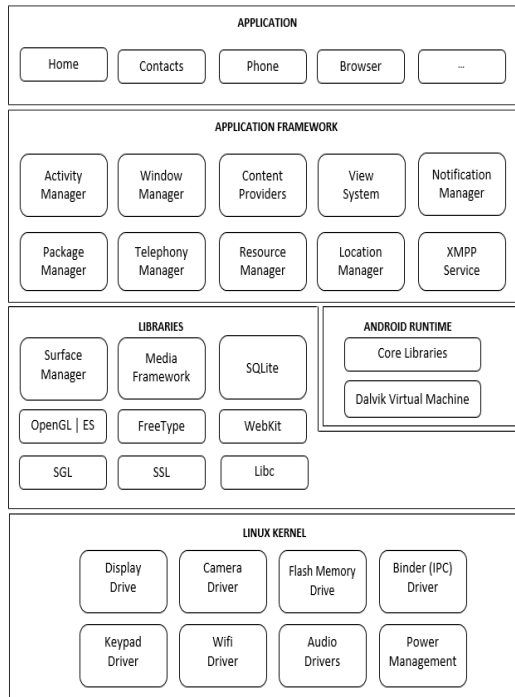 APPLICATION
Home
Contacts
Phone
Browser
...
APPLICATION FRAMEWORK
Activity
Manager
Window
Manager
Content
Providers
View
System
Notification
Manager
Package
Manager
Telephony
Manager
Resource
Manager
Location
Manager
XMPP
Service
LIBRARIES
Surface
Manager
Media
Framework
SQLite
OpenGL | ES
FreeType
WebKit
SGL
SSL
Libc
ANDROID RUNTIME
Core Libraries
Dalvik Virtual Machine
LINUX KERNEL
Display
Drive
Camera
Driver
Flash Memory
Drive
Binder (IPC)
Driver
Keypad
Driver
Wifi
Driver
Audio
Drivers
Power
Management